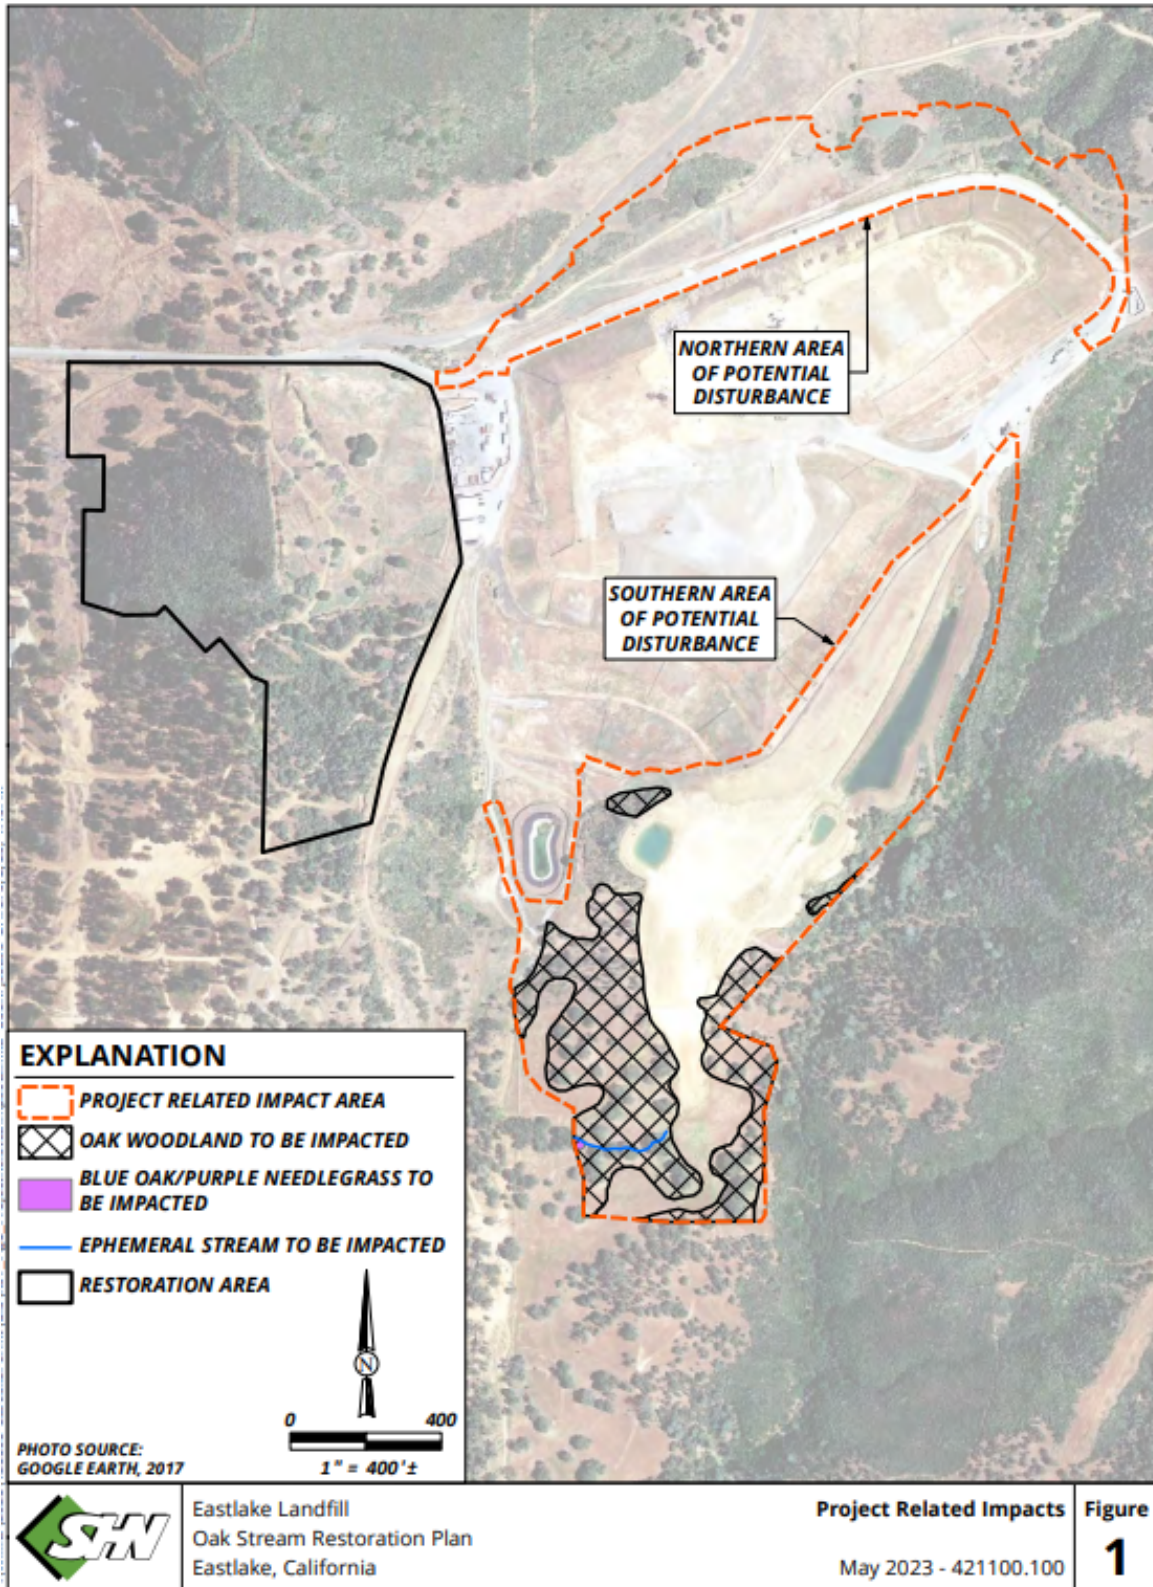 NORTHERN AREA
OF POTENTIAL
DISTURBANCE
SOUTHERN AREA
OF POTENTIAL
DISTURBANCE
EXPLANATION
PROJECT RELATED IMPACT AREA
OAK WOODLAND TO BE IMPACTED
BLUE OAK/PURPLE NEEDLEGRASS TO
BE IMPACTED
EPHEMERAL STREAM TO BE IMPACTED
RESTORATION AREA
N
0 400
1" = 400'±
PHOTO SOURCE:
GOOGLE EARTH, 2017
SHN
Eastlake Landfill
Oak Stream Restoration Plan
Eastlake, California
Project Related Impacts
May 2023 - 421100.100
Figure
1